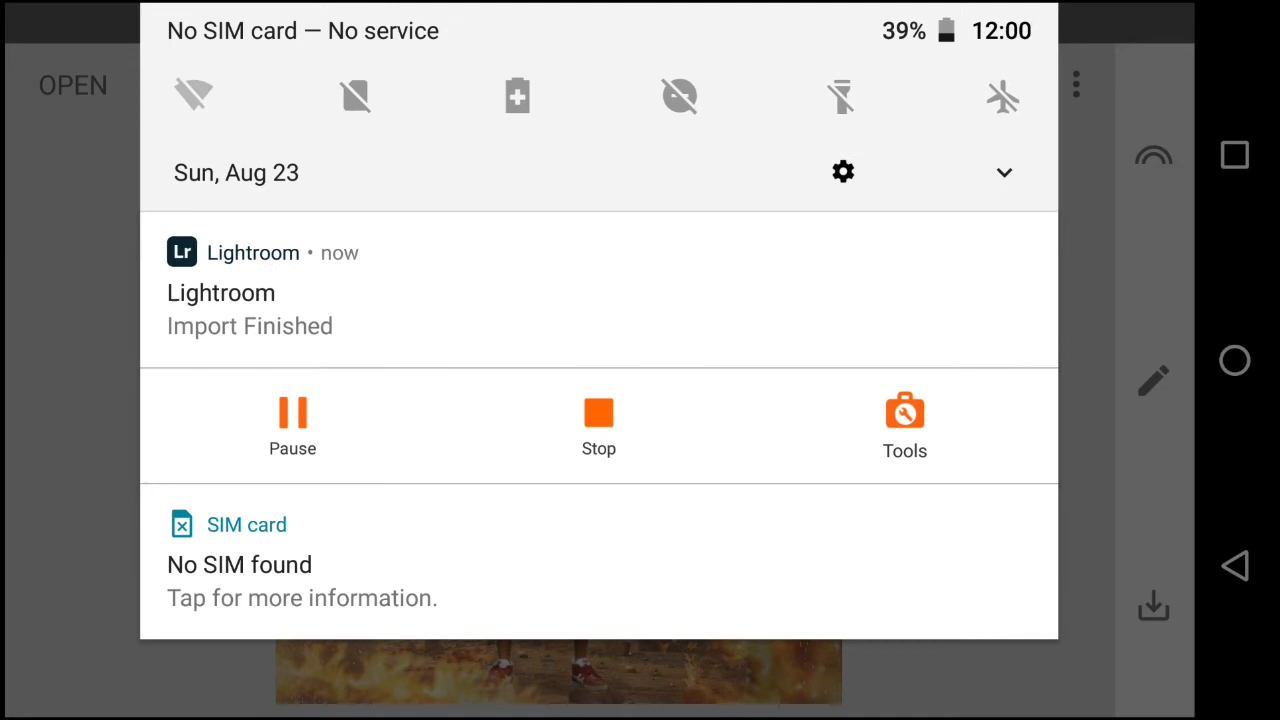 No SIM card — No service
39% 12:00
OPEN
Sun, Aug 23
Lr Lightroom • now
Lightroom
Import Finished
Pause
Stop
Tools
SIM card
No SIM found
Tap for more information.